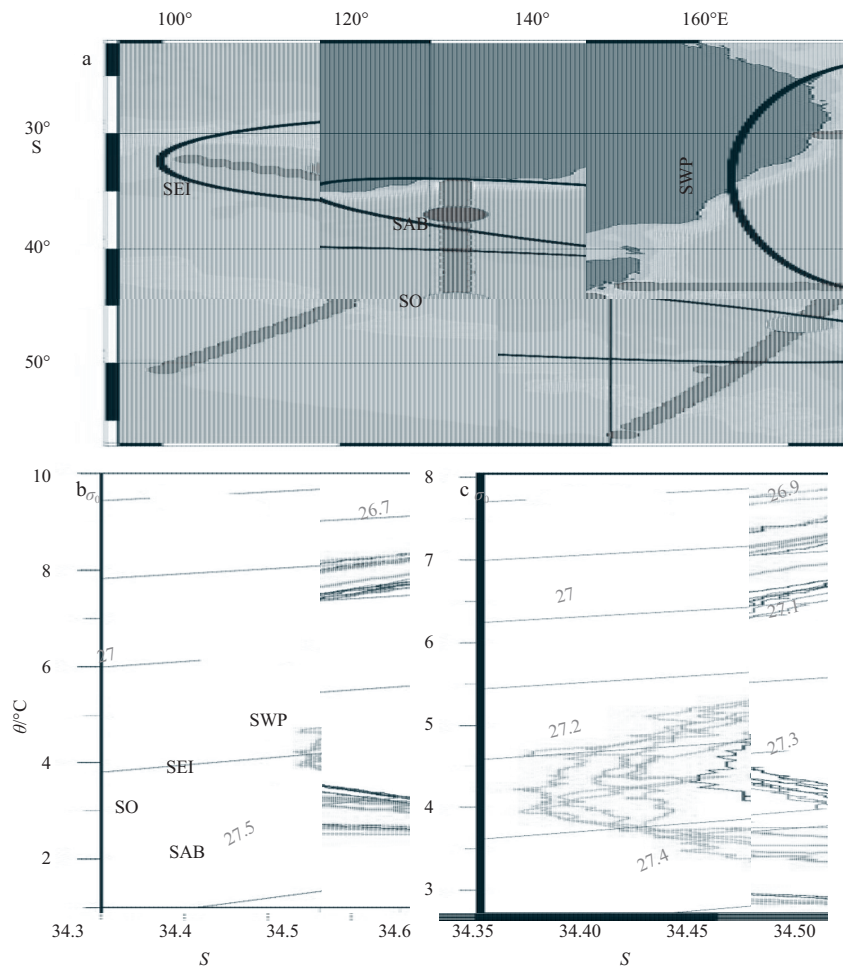 100° 120° 140° 160°E
a
30°
S
SEI
SWP
SAB
40°
SO
50°
b
c
10
8
6
4
2
θ/°C
σ₀
26.7
27
SWP
SEI
SO
27.5
SAB
34.3 34.4 34.5 34.6
S
8
7
6
5
4
3
σ₀
26.9
27
27.1
27.2
27.3
27.4
34.35 34.40 34.45 34.50
S